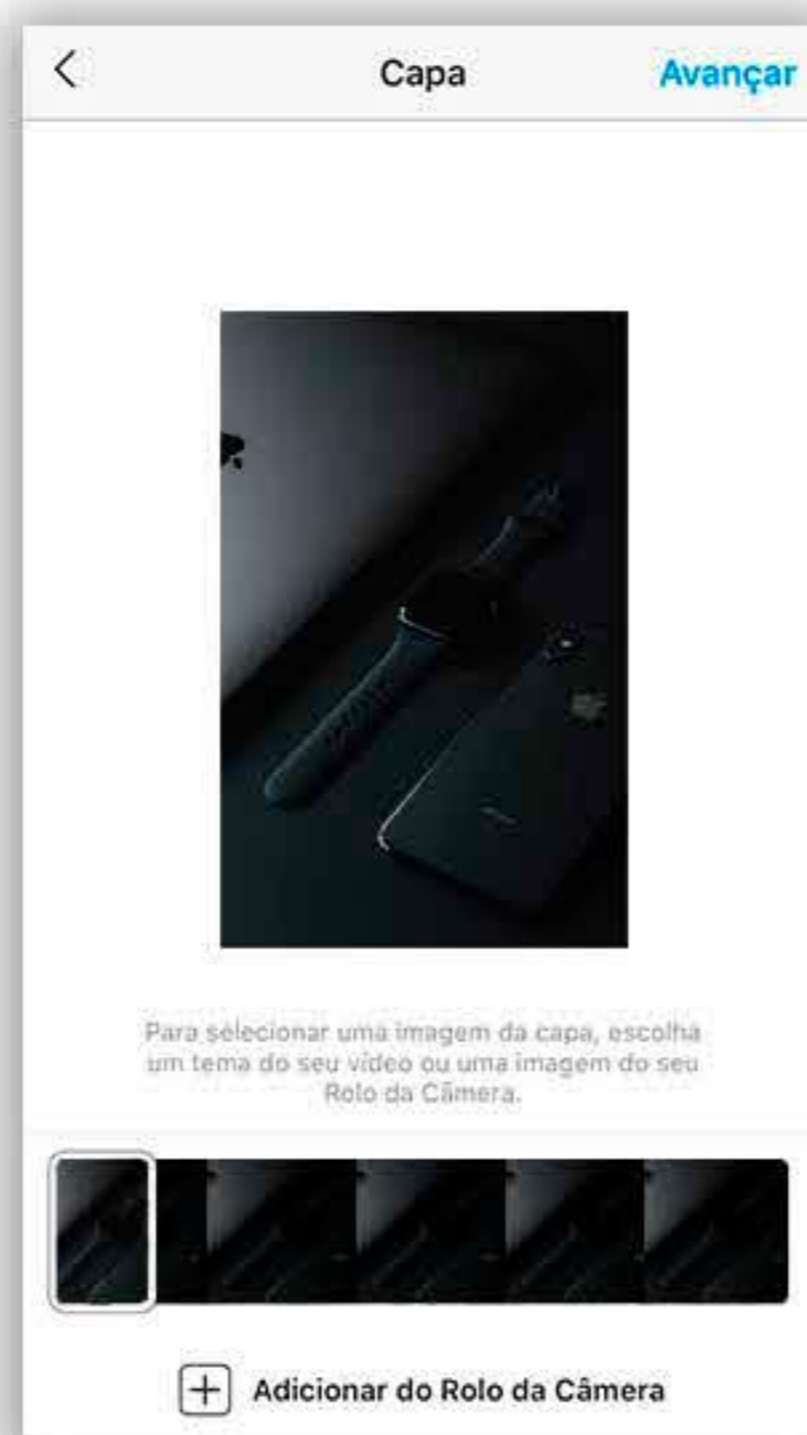 Capa
Avançar
Para selecionar uma imagem da capa, escolha
um tema do seu vídeo ou uma imagem do seu
Rolo da Câmera.
Adicionar do Rolo da Câmera